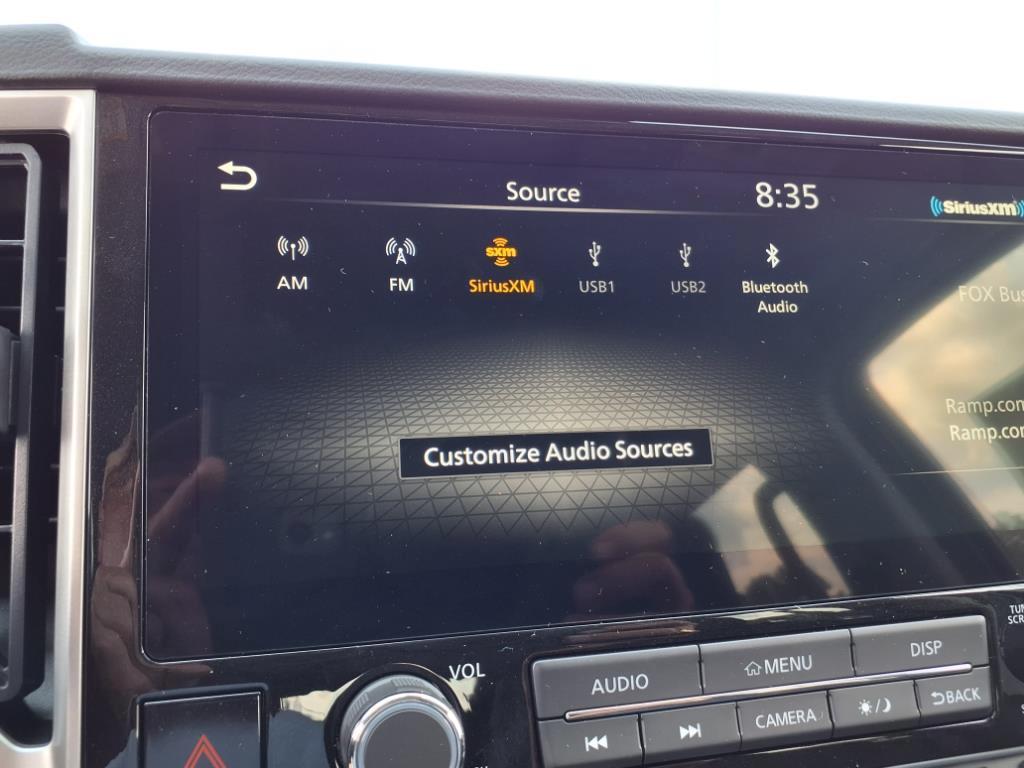 Source
8:35
SiriusXM
sxm
AM
FM
SiriusXM
USB1
USB2
Bluetooth
Audio
FOX Bus
Ramp.com
Ramp.com
Customize Audio Sources
VOL
AUDIO
MENU
DISP
CAMERA
BACK